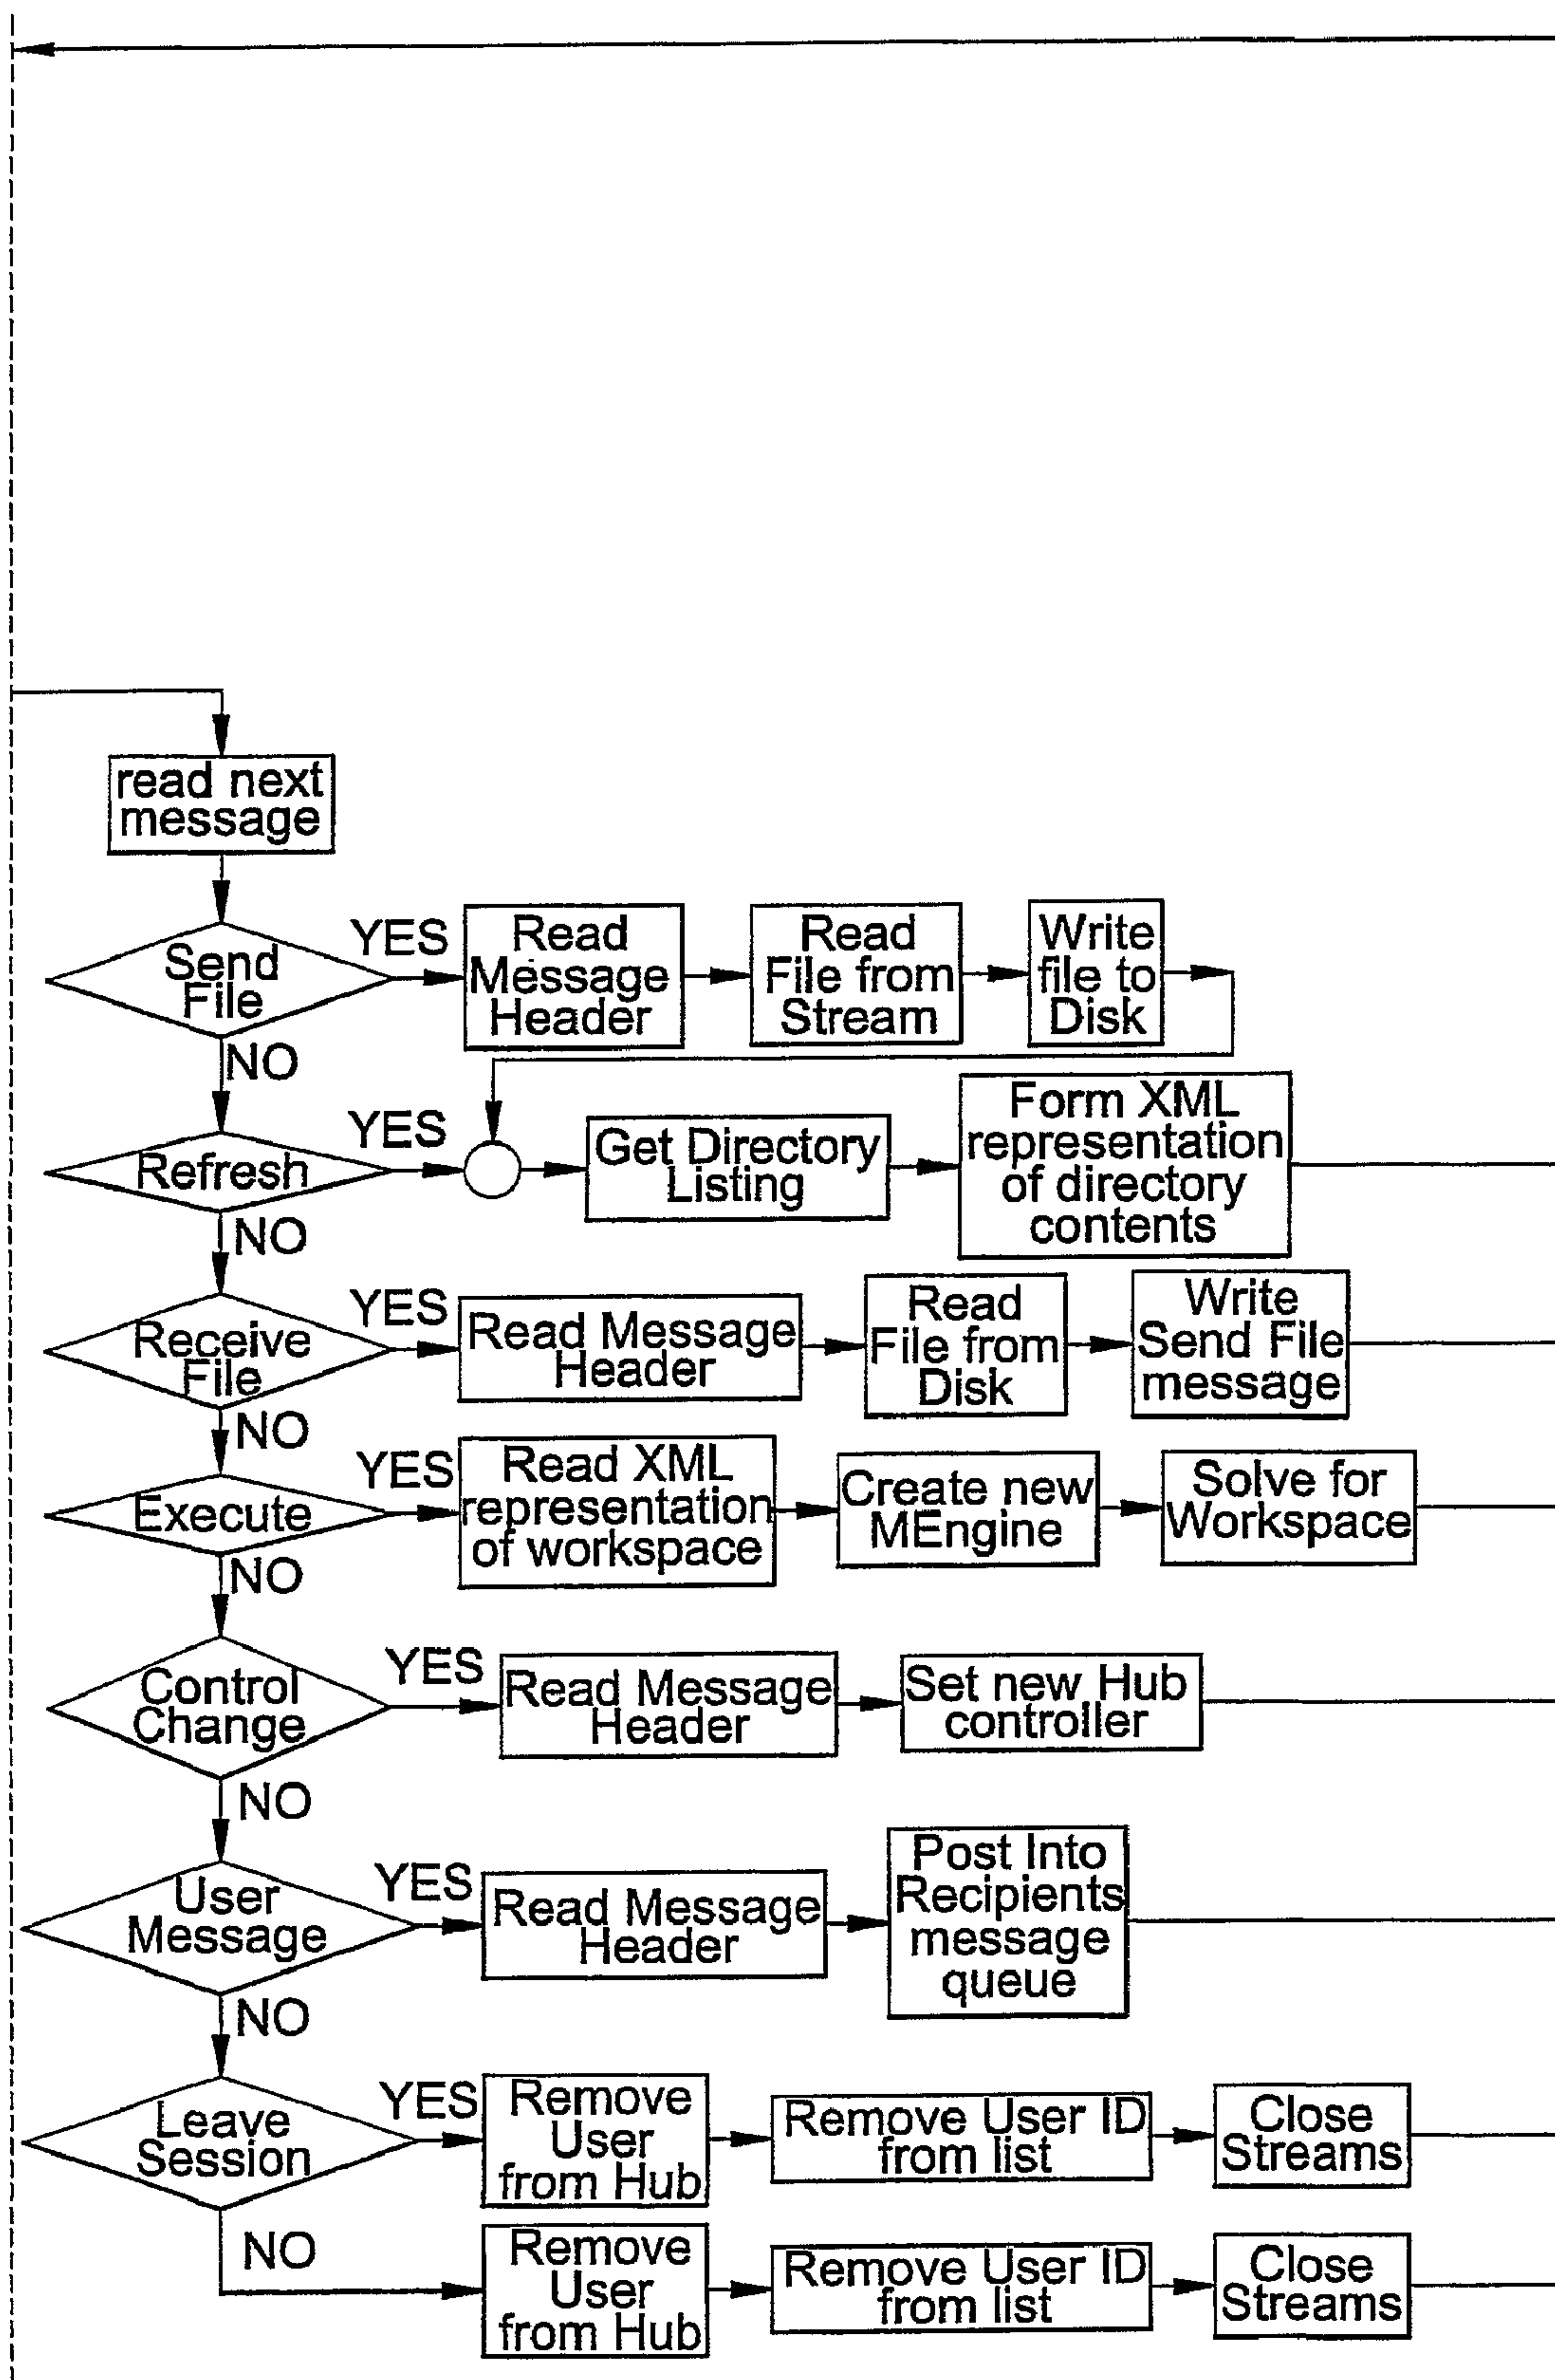 read next
message
Send
File
YES
Read
Message
Header
Read
File from
Stream
Write
file to
Disk
NO
Refresh
YES
Get Directory
Listing
Form XML
representation
of directory
contents
NO
Receive
File
YES
Read Message
Header
Read
File from
Disk
Write
Send File
message
NO
Execute
YES
Read XML
representation
of workspace
Create new
MEngine
Solve for
Workspace
NO
Control
Change
YES
Read Message
Header
Set new Hub
controller
NO
User
Message
YES
Read Message
Header
Post Into
Recipients
message
queue
NO
Leave
Session
YES
Remove
User
from Hub
Remove User ID
from list
Close
Streams
NO
Remove
User
from Hub
Remove User ID
from list
Close
Streams